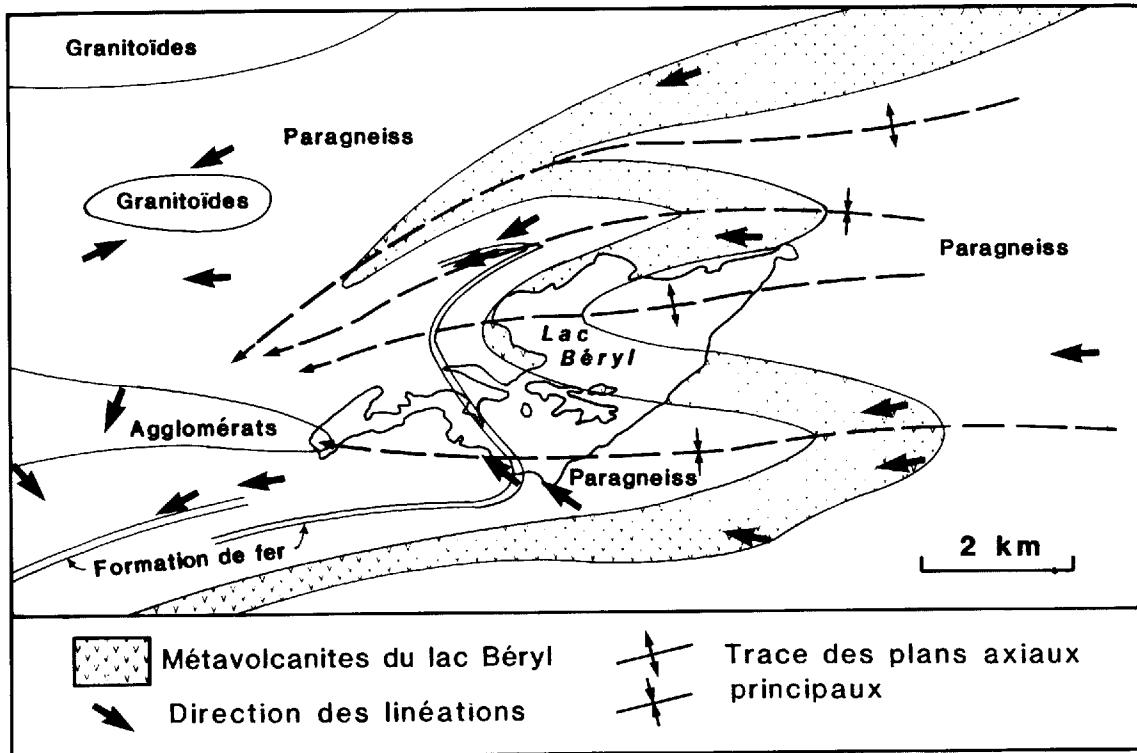 Granitoïdes
Paragneiss
Granitoïdes
Paragneiss
Lac
Béryl
Agglomérats
Paragneiss
Formation de fer
2 km
Métavolcanites du lac Béryl
Direction des linéations
Trace des plans axiaux
principaux